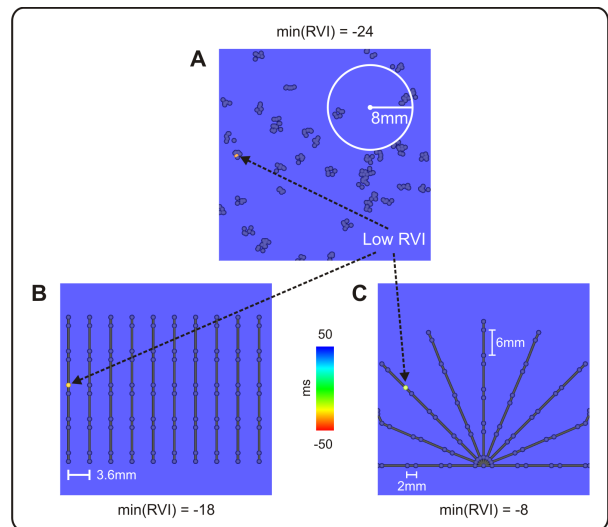 min(RVI) = -24
A
8mm
Low RVI
B
C
50
ms
-50
6mm
3.6mm
2mm
min(RVI) = -18
min(RVI) = -8